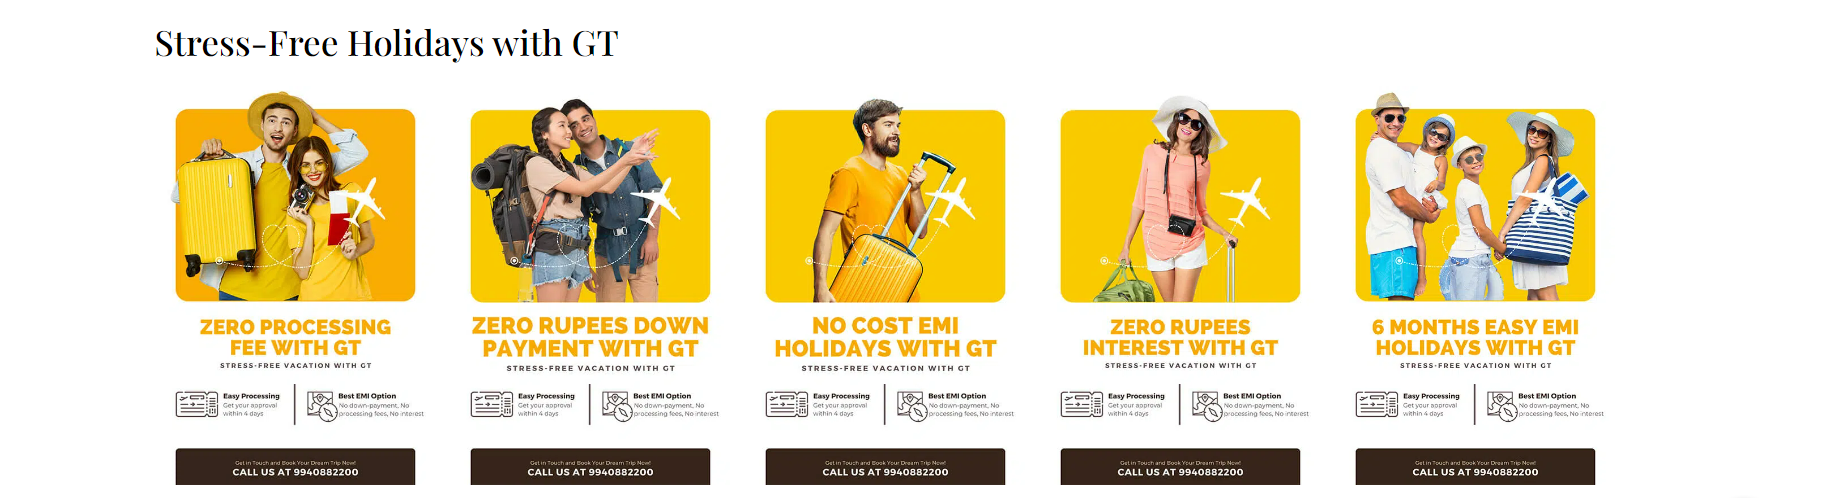 Stress-Free Holidays with GT
ZERO PROCESSING
FEE WITH GT
STRESS-FREE VACATION WITH GT
Easy Processing
Get your approval
within 4 days
Best EMI Option
No down-payment, No
processing fees, No interest
Get in Touch and Book Your Dream Trip Now!
CALL US AT 9940882200
ZERO RUPEES DOWN
PAYMENT WITH GT
STRESS-FREE VACATION WITH GT
Easy Processing
Get your approval
within 4 days
Best EMI Option
No down-payment, No
processing fees, No interest
Get in Touch and Book Your Dream Trip Now!
CALL US AT 9940882200
NO COST EMI
HOLIDAYS WITH GT
STRESS-FREE VACATION WITH GT
Easy Processing
Get your approval
within 4 days
Best EMI Option
No down-payment, No
processing fees, No interest
Get in Touch and Book Your Dream Trip Now!
CALL US AT 9940882200
ZERO RUPEES
INTEREST WITH GT
STRESS-FREE VACATION WITH GT
Easy Processing
Get your approval
within 4 days
Best EMI Option
No down-payment, No
processing fees, No interest
Get in Touch and Book Your Dream Trip Now!
CALL US AT 9940882200
6 MONTHS EASY EMI
HOLIDAYS WITH GT
STRESS-FREE VACATION WITH GT
Easy Processing
Get your approval
within 4 days
Best EMI Option
No down-payment, No
processing fees, No interest
Get in Touch and Book Your Dream Trip Now!
CALL US AT 9940882200